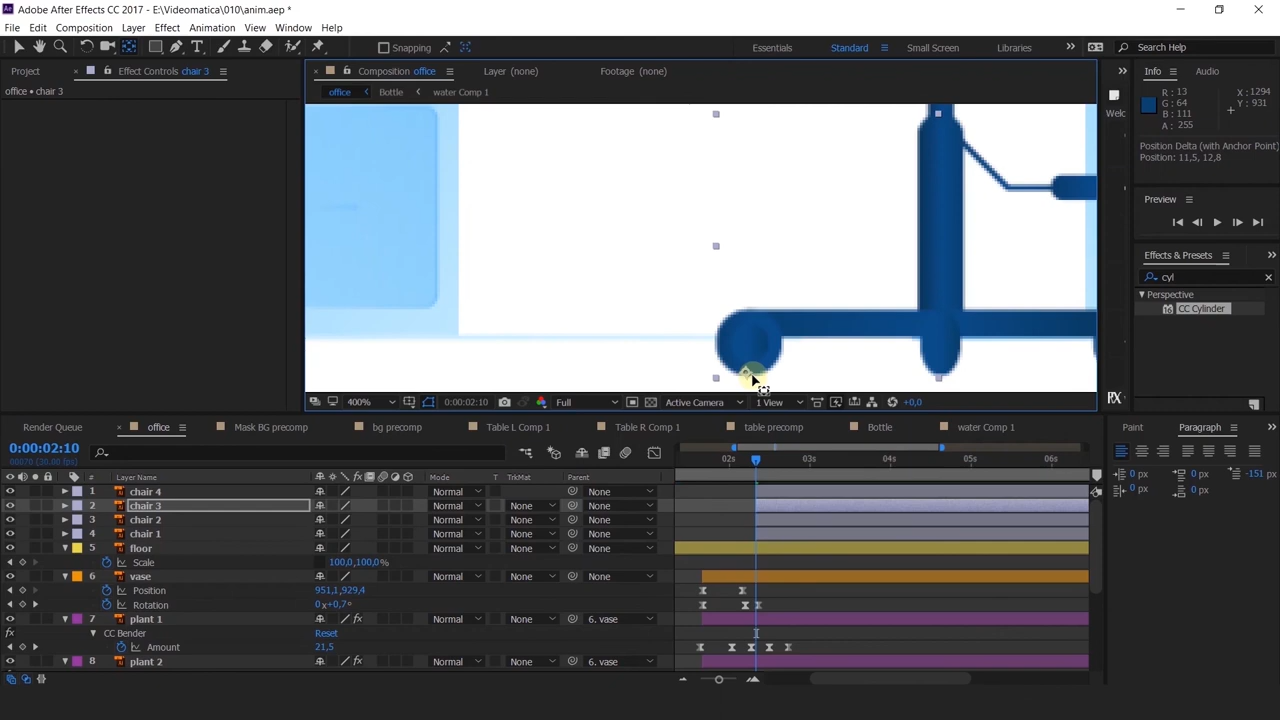 Adobe After Effects CC 2017 - E:\Videomatica\010\anim.aep *
File Edit Composition Layer Effect Animation View Window Help
Snapping
Essentials Standard Small Screen Libraries Search Help
Project Effect Controls chair 3 Composition office Layer (none) Footage (none) Info Audio
office • chair 3 office Bottle water Comp 1
R : 13 X : 1294
G : 64 Y : 931
B : 111
A : 255
Welc
Position Delta (with Anchor Point)
Position: 11,5, 12,8
Preview
Effects & Presets
cyl
Perspective
CC Cylinder
400% 0:00:02:10 Full Active Camera 1 View +0,0
Render Queue office Mask BG precomp bg precomp Table L Comp 1 Table R Comp 1 table precomp Bottle water Comp 1 Paint Paragraph
0:00:02:10
00070 (30.00 fps)
02s 03s 04s 05s 06s
0 px 0 px -151 px
0 px 0 px
# Layer Name Mode T TrkMat Parent
1 chair 4 Normal None
2 chair 3 Normal None None
3 chair 2 Normal None None
4 chair 1 Normal None None
5 floor Normal None None
Scale 100,0,100,0%
6 vase Normal None None
Position 951,1,929,4
Rotation 0x+0,7°
7 plant 1 Normal None 6. vase
CC Bender Reset
Amount 21,5
8 plant 2 Normal None 6. vase